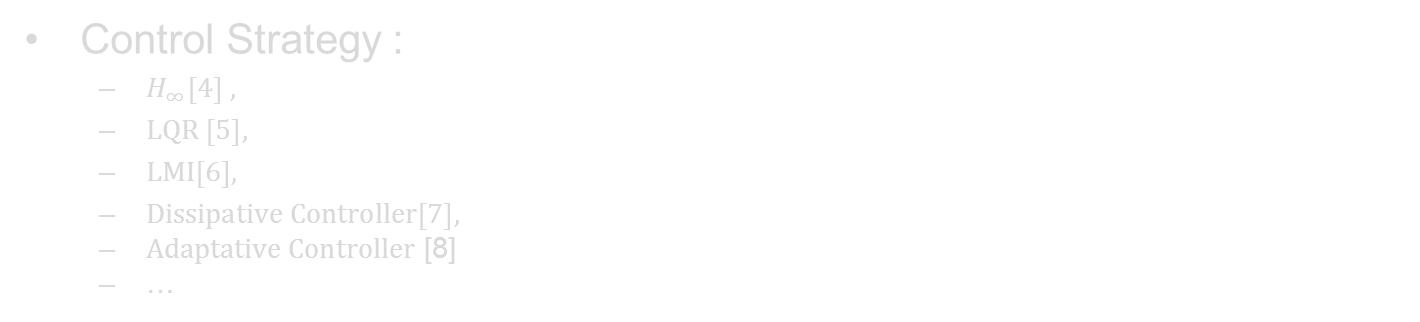 • Control Strategy :
– H∞ [4] ,
– LQR [5],
– LMI[6],
– Dissipative Controller[7],
– Adaptative Controller [8]
– …